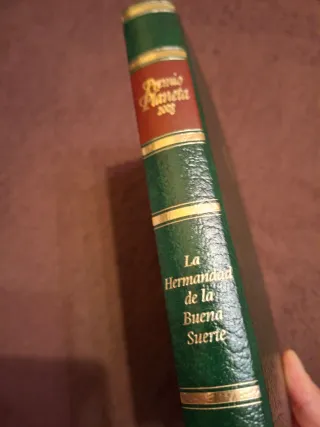 Premio
Planeta
2008
La
Hermandad
de la
Buena
Suerte